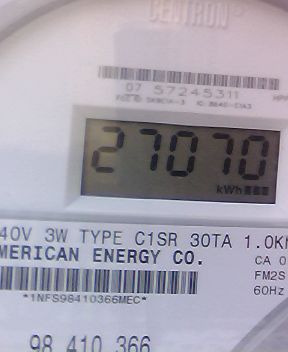 CENTRON®
07 57245311
27070
kWh
40V 3W TYPE C1SR 30TA 1.0K
MERICAN ENERGY CO.
CA 0
FM2S
60Hz
*1NFS98410366MEC*
98 410 366